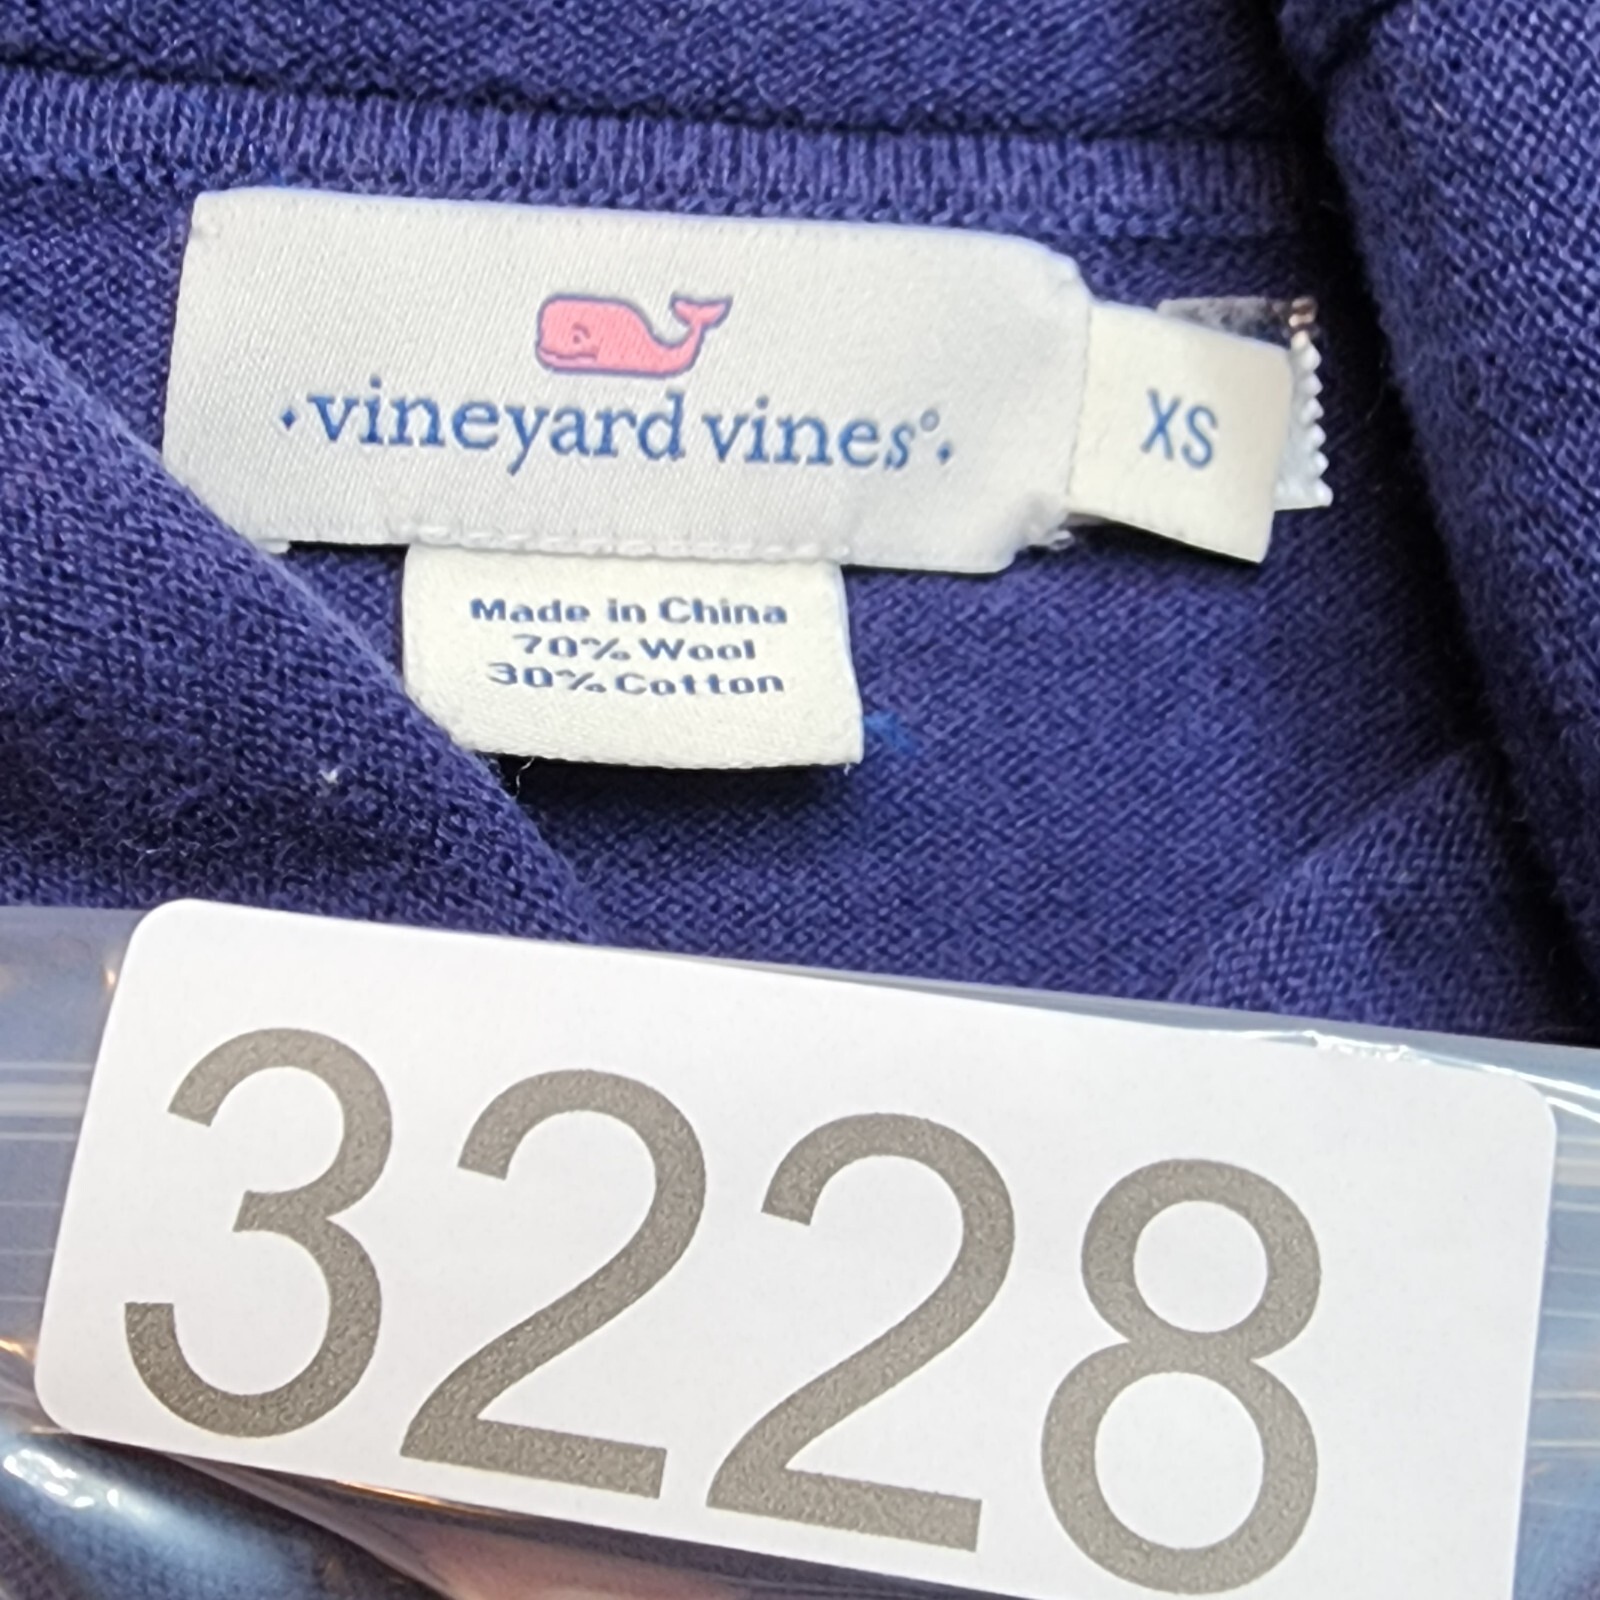 vineyard vines®
XS
Made in China
70% Wool
30% Cotton
3228